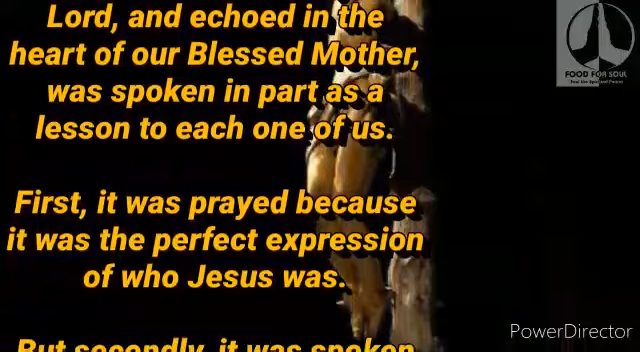 Lord, and echoed in the
heart of our Blessed Mother,
was spoken in part as a
lesson to each one of us.
First, it was prayed because
it was the perfect expression
of who Jesus was.
But secondly, it was spoken
FOOD FOR SOUL
PowerDirector